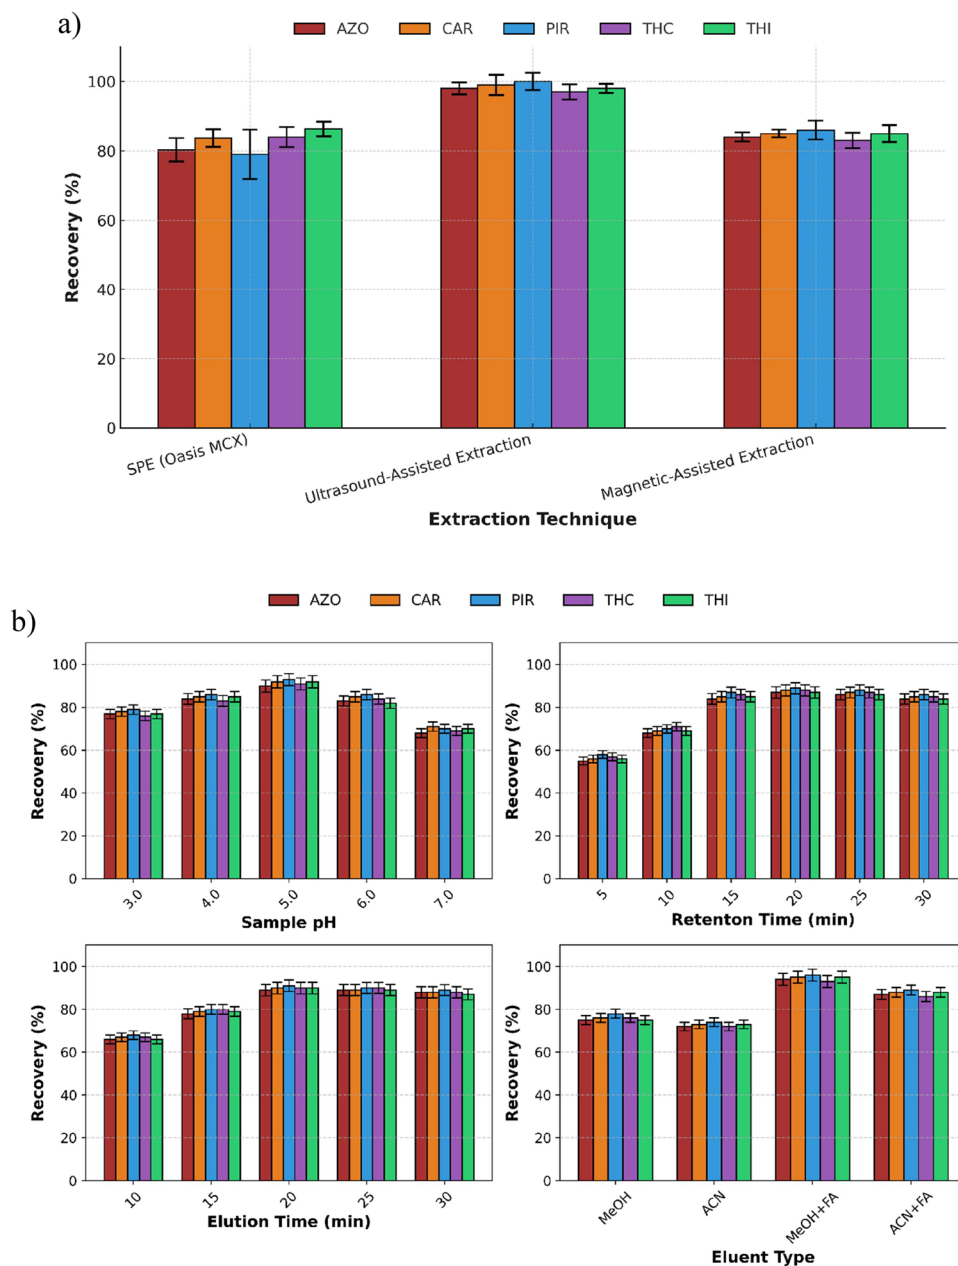 a)
AZO CAR PIR THC THI
Recovery (%)
100
80
60
40
20
0
SPE (Oasis MCX)
Ultrasound-Assisted Extraction
Magnetic-Assisted Extraction
Extraction Technique
b)
AZO CAR PIR THC THI
Recovery (%)
100
80
60
40
20
0
3.0 4.0 5.0 6.0 7.0
Sample pH
Recovery (%)
100
80
60
40
20
0
5 10 15 20 25 30
Retenton Time (min)
Recovery (%)
100
80
60
40
20
0
10 15 20 25 30
Elution Time (min)
Recovery (%)
100
80
60
40
20
0
MeOH ACN MeOH+FA ACN+FA
Eluent Type